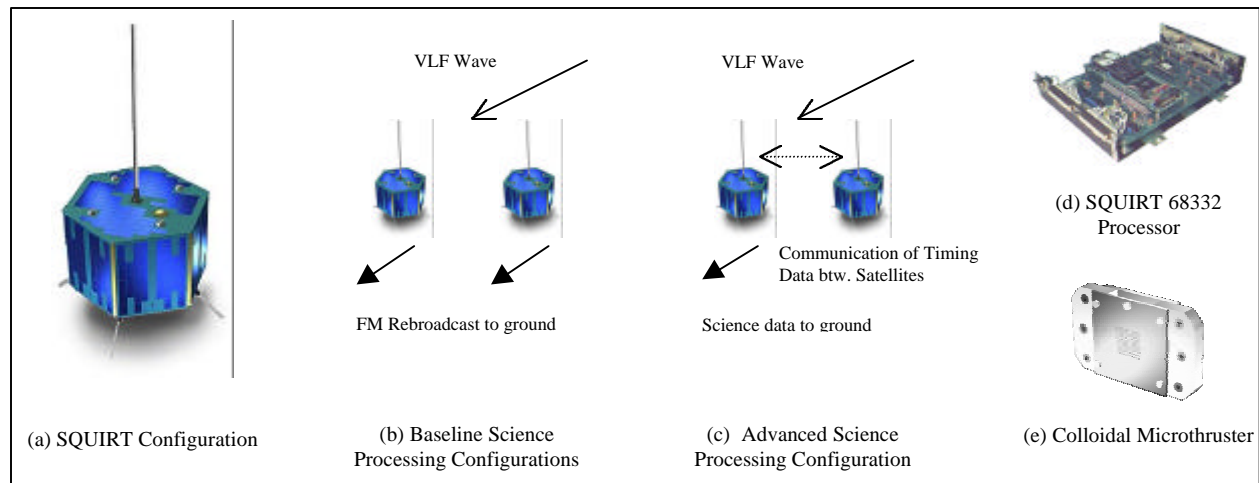 VLF Wave
VLF Wave
(d) SQUIRT 68332
Processor
Communication of Timing
Data btw. Satellites
FM Rebroadcast to ground
Science data to ground
(a) SQUIRT Configuration
(b) Baseline Science
Processing Configurations
(c) Advanced Science
Processing Configuration
(e) Colloidal Microthruster